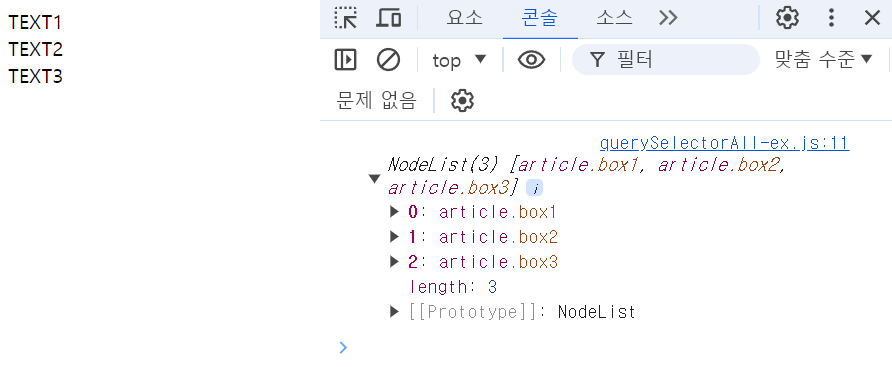 TEXT1
TEXT2
TEXT3
요소 콘솔 소스
top 필터 맞춤 수준
문제 없음
querySelectorAll-ex.js:11
NodeList(3) [article.box1, article.box2,
article.box3] i
0: article.box1
1: article.box2
2: article.box3
length: 3
[[Prototype]]: NodeList